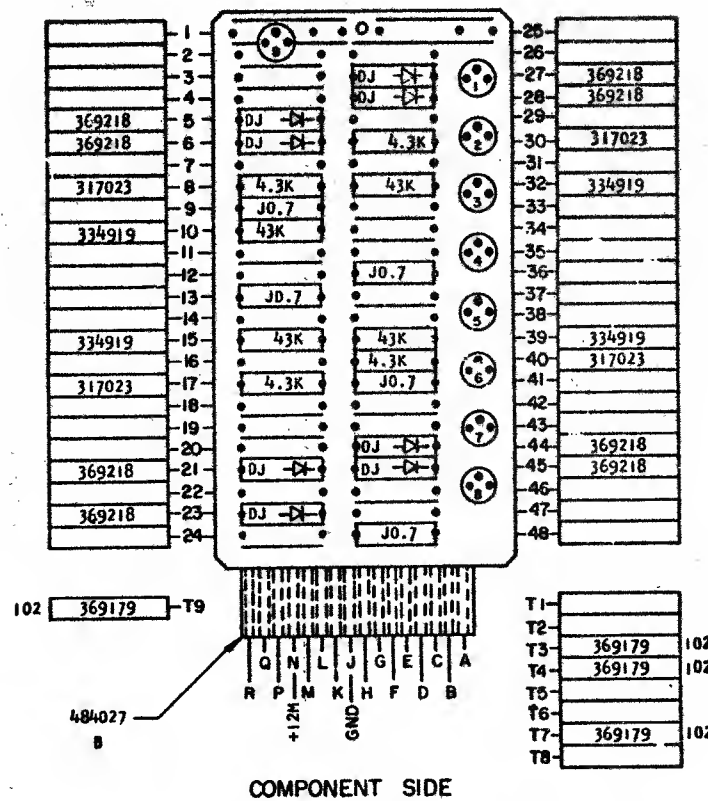 1 25
2 26
3 DJ 27 369218
4 DJ 28 369218
369218 5 DJ 29
369218 6 DJ 4.3K 30 317023
7 31
317023 8 4.3K 43K 32 334919
9 J0.7 33
334919 10 43K 34
11 35
12 J0.7 36
13 JD.7 37
14 38
334919 15 43K 43K 39 334919
16 4.3K 40 317023
317023 17 4.3K J0.7 41
18 42
19 43
20 DJ 44 369218
369218 21 DJ DJ 45 369218
22 46
369218 23 DJ 47
24 J0.7 48
9
1
2
3
4
5
6
7
8
102 369179 T9
T1
T2
T3 369179 102
T4 369179 102
T5
T6
T7 369179 102
T8
Q N L J G E C A
R P M K H F D B
+12M GND
484027
B
COMPONENT SIDE